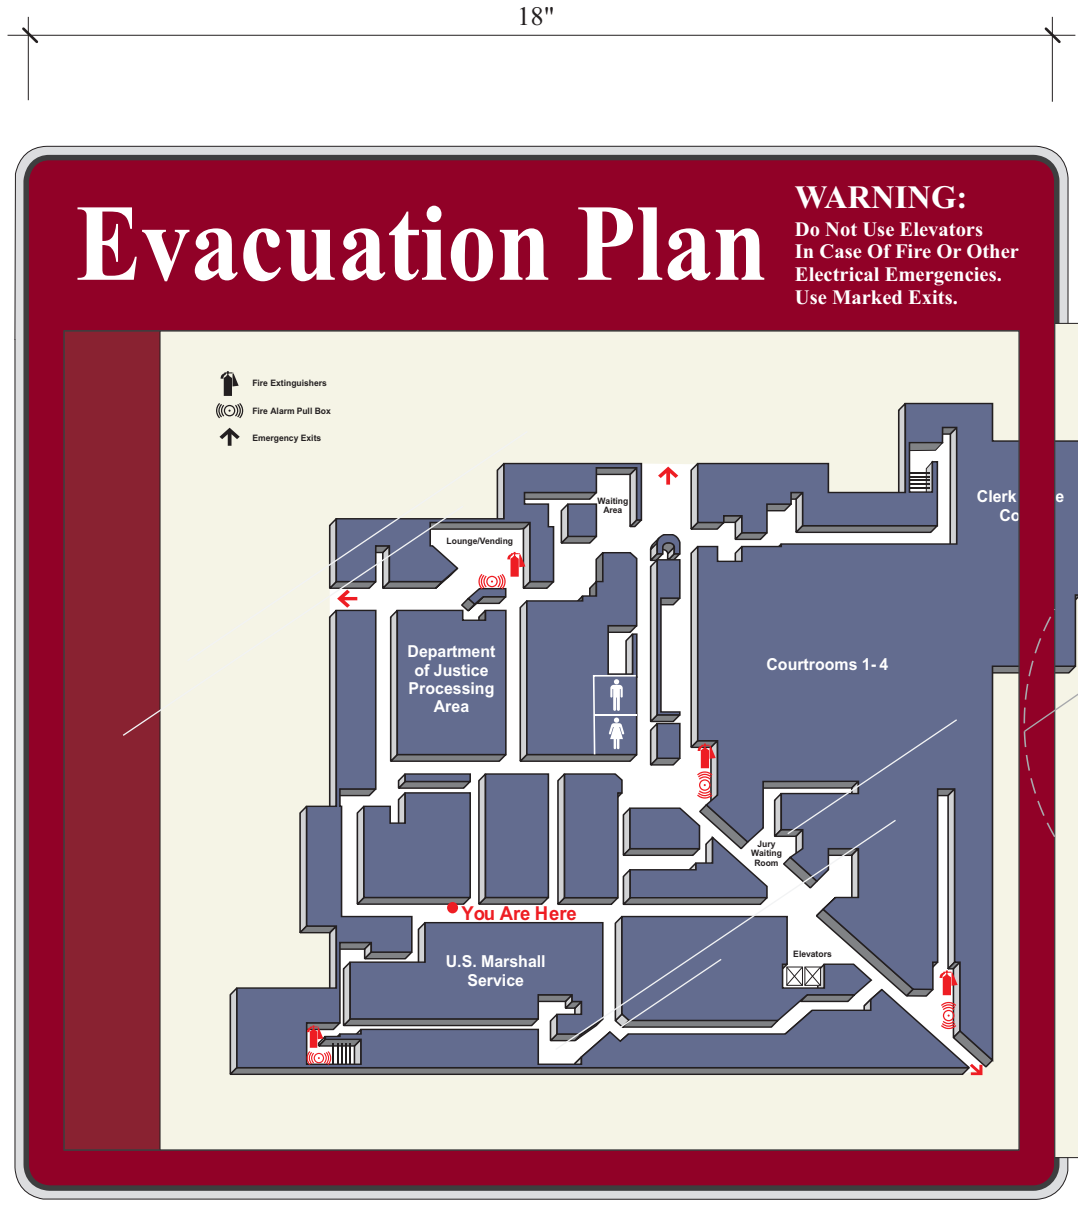 18"
Evacuation Plan
WARNING:
Do Not Use Elevators
In Case Of Fire Or Other
Electrical Emergencies.
Use Marked Exits.
Fire Extinguishers
Fire Alarm Pull Box
Emergency Exits
Waiting
Area
Clerk
Co
Lounge/Vending
Department
of Justice
Processing
Area
Courtrooms 1- 4
Jury
Waiting
Room
You Are Here
U.S. Marshall
Service
Elevators